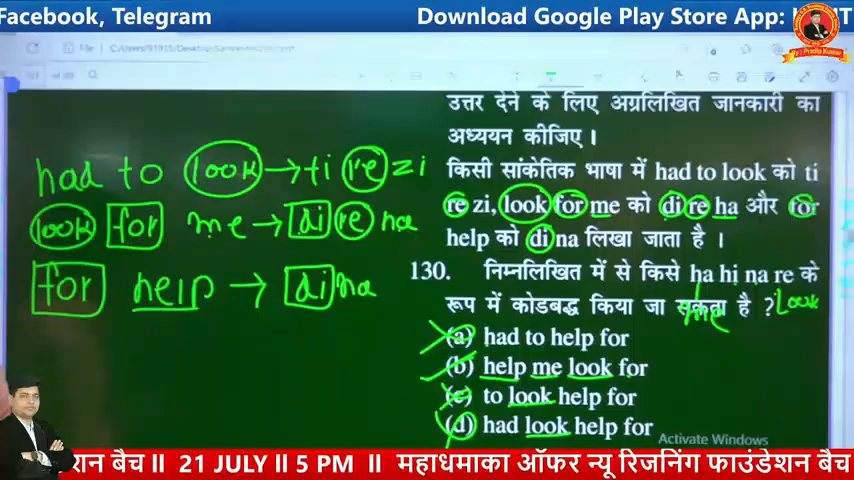 Facebook, Telegram Download Google Play Store App:
Pradip Kumar
उत्तर देने के लिए अग्रलिखित जानकारी का
अध्ययन कीजिए ।
किसी सांकेतिक भाषा में had to look को ti
re zi, look for me को di re ha और for
help को di na लिखा जाता है ।
130. निम्नलिखित में से किसे ha hi na re के
रूप में कोडबद्ध किया जा सकता है ?
me Look
(a) had to help for
(b) help me look for
(c) to look help for
(d) had look help for
had to look → ti re zi
look for me → di re na
for help → di na
Activate Windows
शन बैच II 21 JULY II 5 PM II महाधमाका ऑफर न्यू रिजनिंग फाउंडेशन बैच